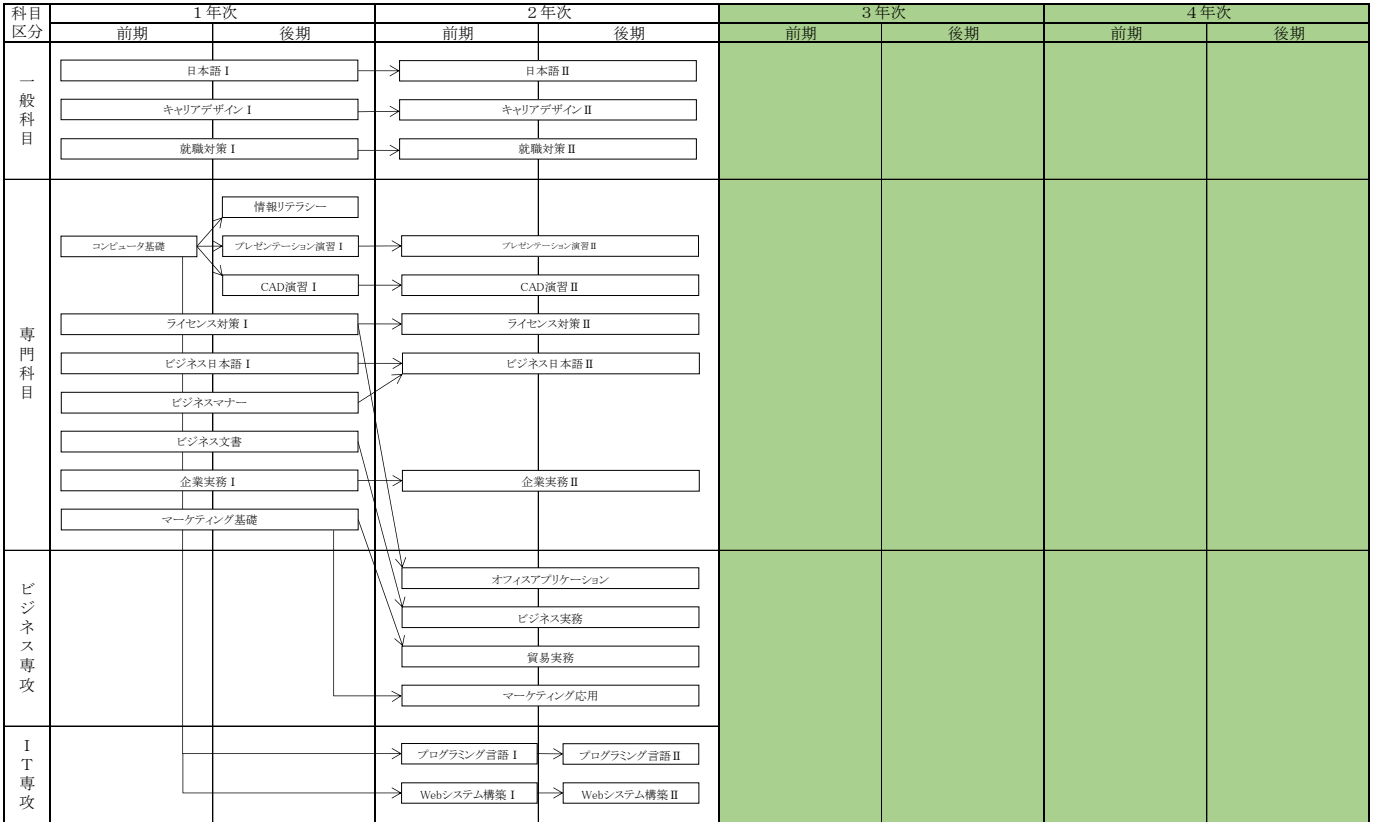 科目区分 １年次 ２年次 ３年次 ４年次
前期 後期 前期 後期 前期 後期 前期 後期
一般科目
日本語Ⅰ 日本語Ⅱ
キャリアデザインⅠ キャリアデザインⅡ
就職対策Ⅰ 就職対策Ⅱ
専門科目
情報リテラシー
コンピュータ基礎 プレゼンテーション演習Ⅰ プレゼンテーション演習Ⅱ
CAD演習Ⅰ CAD演習Ⅱ
ライセンス対策Ⅰ ライセンス対策Ⅱ
ビジネス日本語Ⅰ ビジネス日本語Ⅱ
ビジネスマナー
ビジネス文書
企業実務Ⅰ 企業実務Ⅱ
マーケティング基礎
ビジネス専攻
オフィスアプリケーション
ビジネス実務
貿易実務
マーケティング応用
ＩＴ専攻
プログラミング言語Ⅰ プログラミング言語Ⅱ
Webシステム構築Ⅰ Webシステム構築Ⅱ